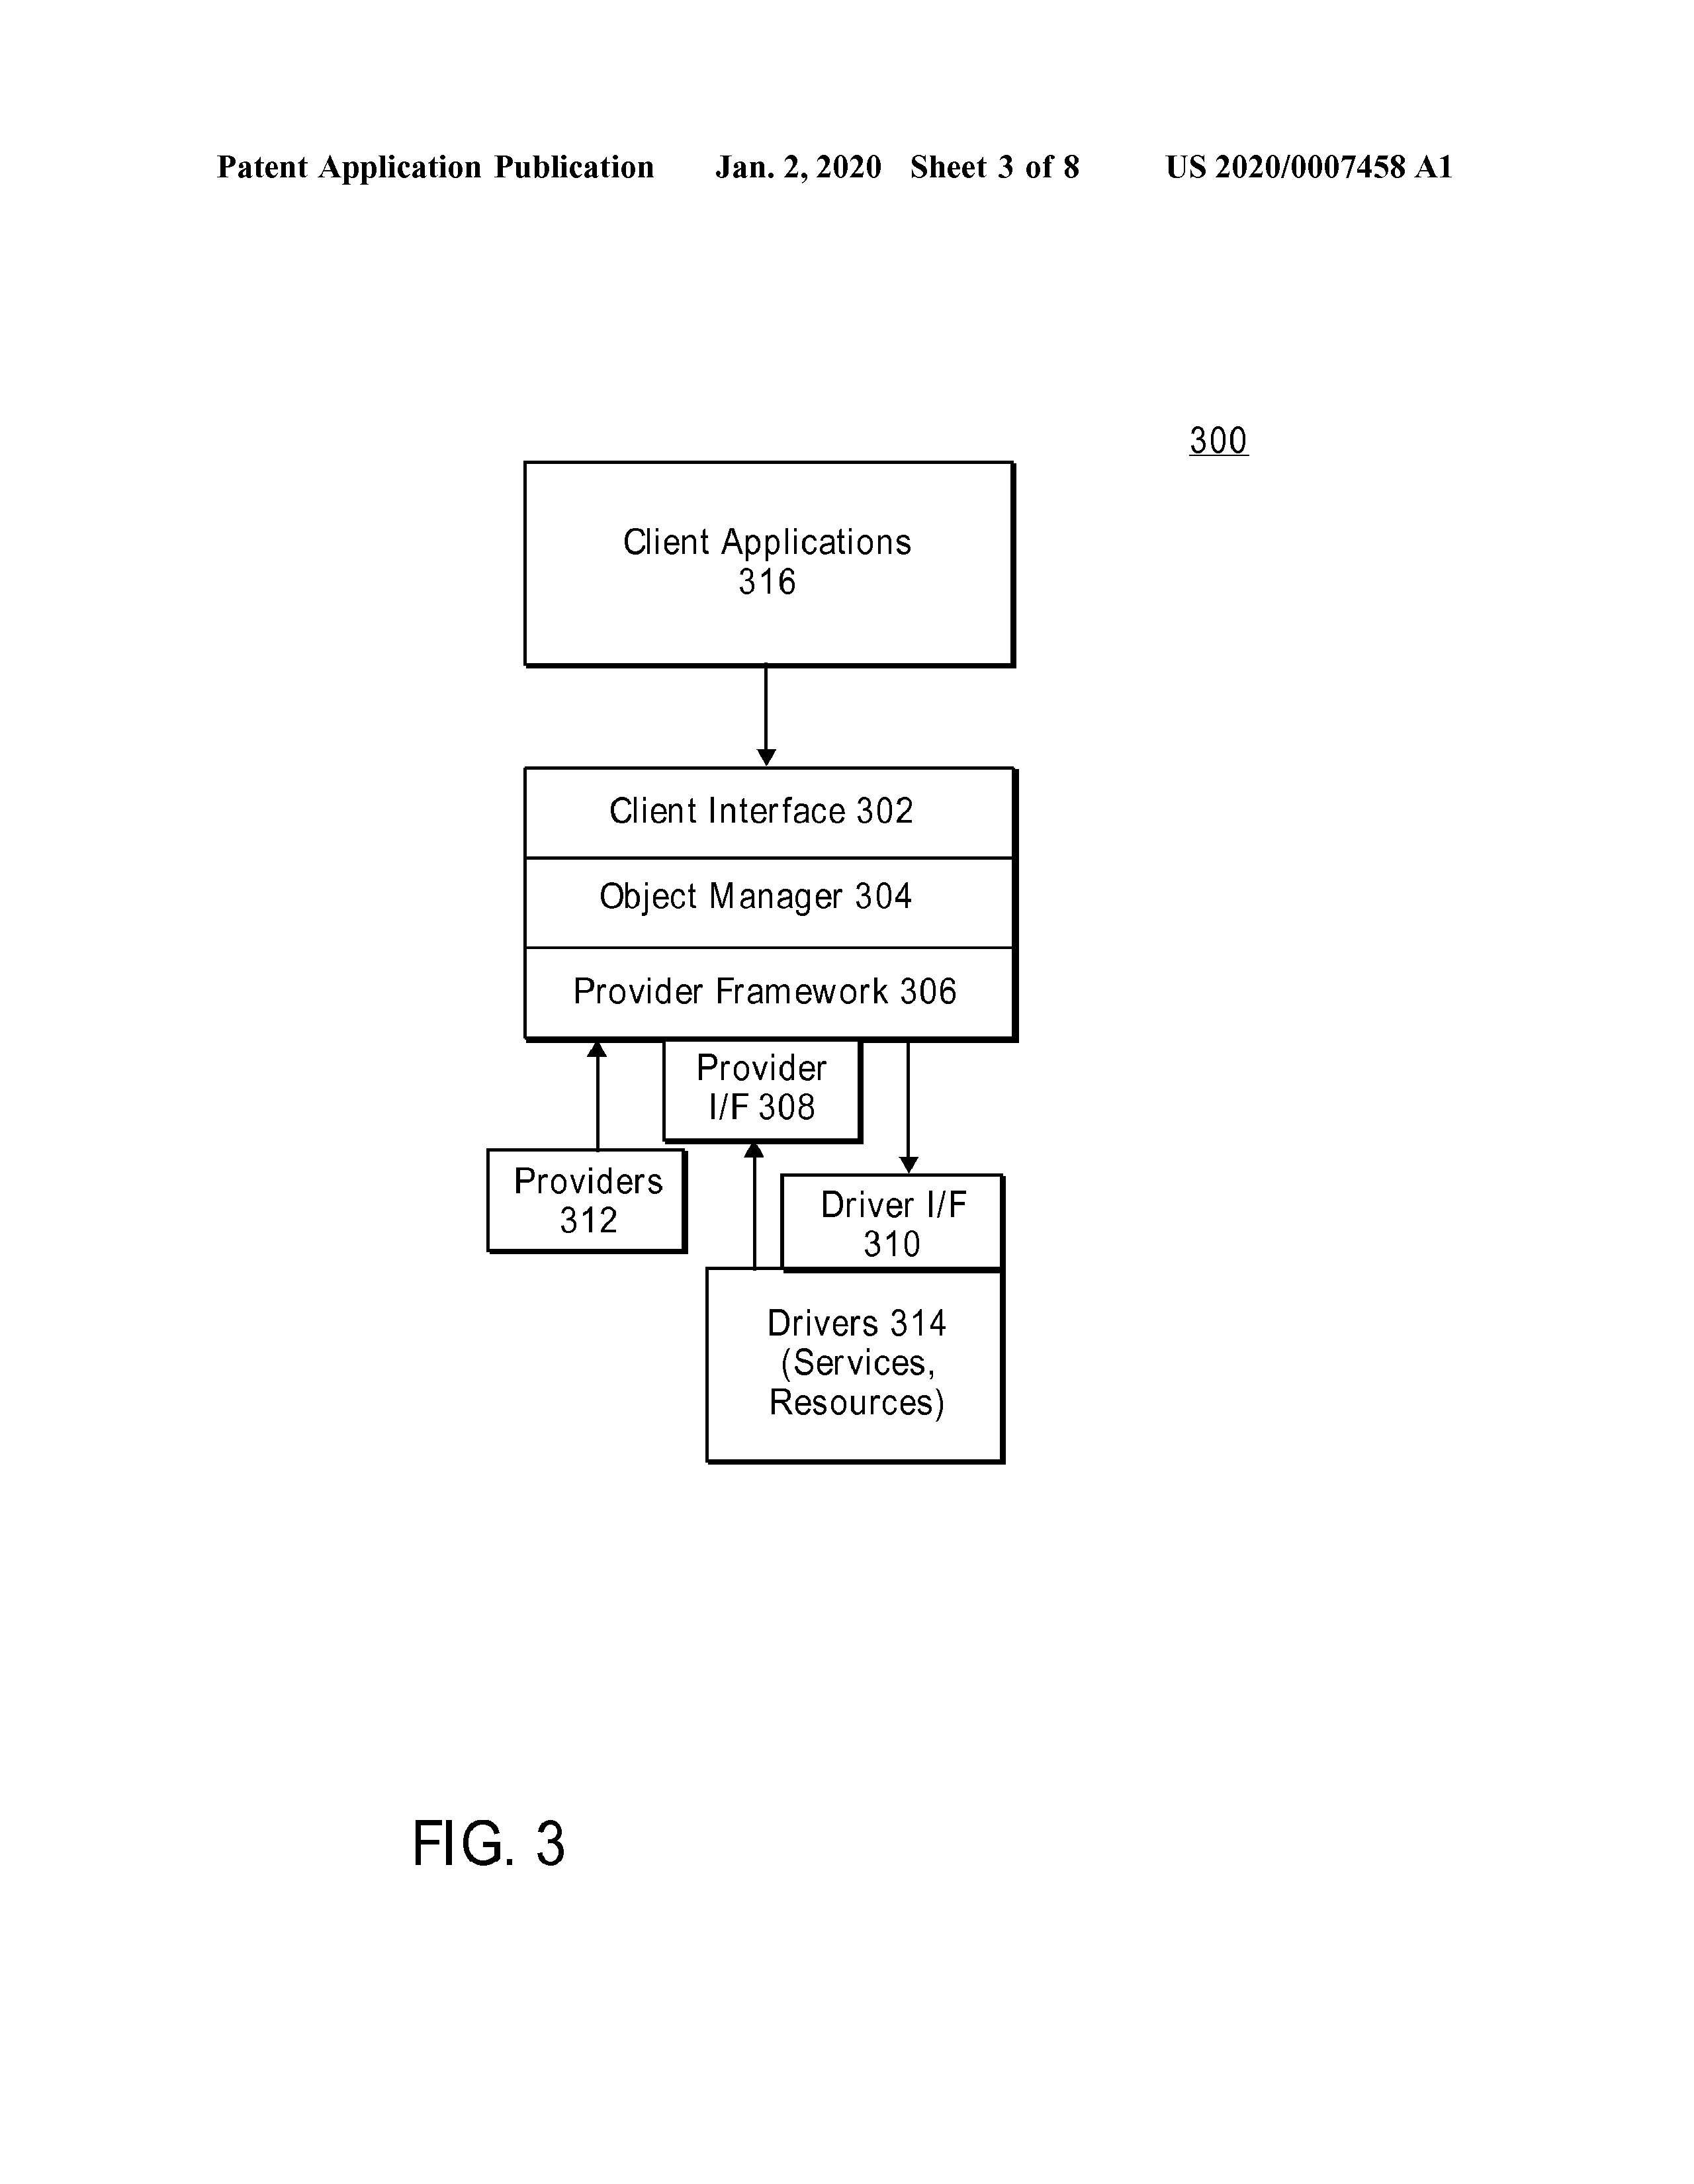 Patent Application Publication Jan. 2, 2020 Sheet 3 of 8 US 2020/0007458 A1
300
Client Applications
316
Client Interface 302
Object Manager 304
Provider Framework 306
Provider
I/F 308
Providers
312
Driver I/F
310
Drivers 314
(Services,
Resources)
FIG. 3